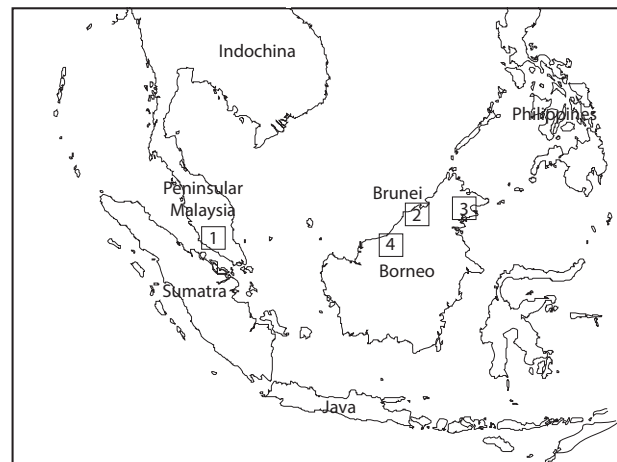 Indochina
Philippines
Peninsular
Malaysia
Brunei
1
2
3
4
Borneo
Sumatra
Java